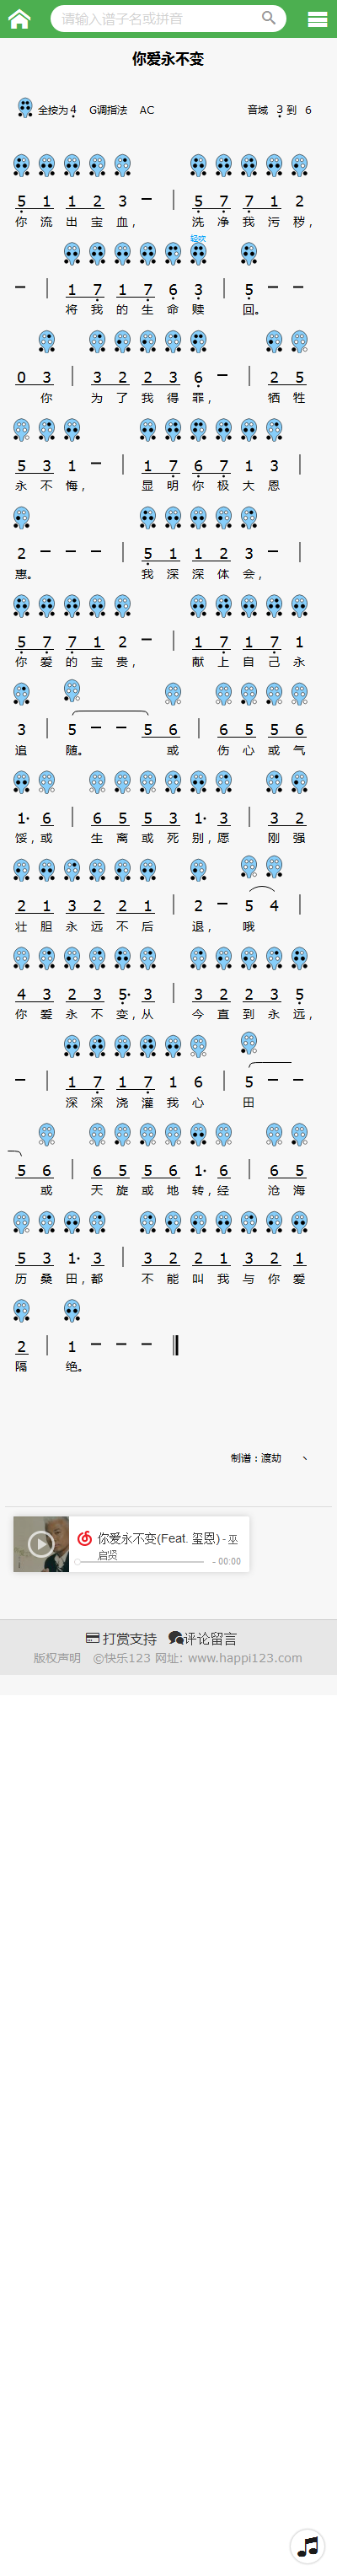 请输入谱子名或拼音
你爱永不变
全按为4 G调指法 AC 音域 3 到 6
5 1 1 2 3 - | 5 7 7 1 2
你 流 出 宝 血， 洗 净 我 污 秽，
轻吹
- | 1 7 1 7 6 3 | 5 - -
将 我 的 生 命 赎 回。
0 3 | 3 2 2 3 6 - | 2 5
你 为 了 我 得 罪， 牺 牲
5 3 1 - | 1 7 6 7 1 3 |
永 不 悔， 显 明 你 极 大 恩
2 - - - | 5 1 1 2 3 - |
惠。 我 深 深 体 会，
5 7 7 1 2 - | 1 7 1 7 1
你 爱 的 宝 贵， 献 上 自 己 永
3 | 5 - - 5 6 | 6 5 5 6
追 随。 或 伤 心 或 气
1· 6 | 6 5 5 3 1· 3 | 3 2
馁，或 生 离 或 死 别，愿 刚 强
2 1 3 2 2 1 | 2 - 5 4 |
壮 胆 永 远 不 后 退， 哦
4 3 2 3 5· 3 | 3 2 2 3 5
你 爱 永 不 变，从 今 直 到 永 远，
- | 1 7 1 7 1 6 | 5 - -
深 深 浇 灌 我 心 田
5 6 | 6 5 5 6 1· 6 | 6 5
或 天 旋 或 地 转，经 沧 海
5 3 1· 3 | 3 2 2 1 3 2 1
历 桑 田，都 不 能 叫 我 与 你 爱
2 | 1 - - -
隔 绝。
制谱：渡劫 、
你爱永不变(Feat. 玺恩) - 巫
启贤
- 00:00
打赏支持 评论留言
版权声明 ©快乐123 网址: www.happi123.com